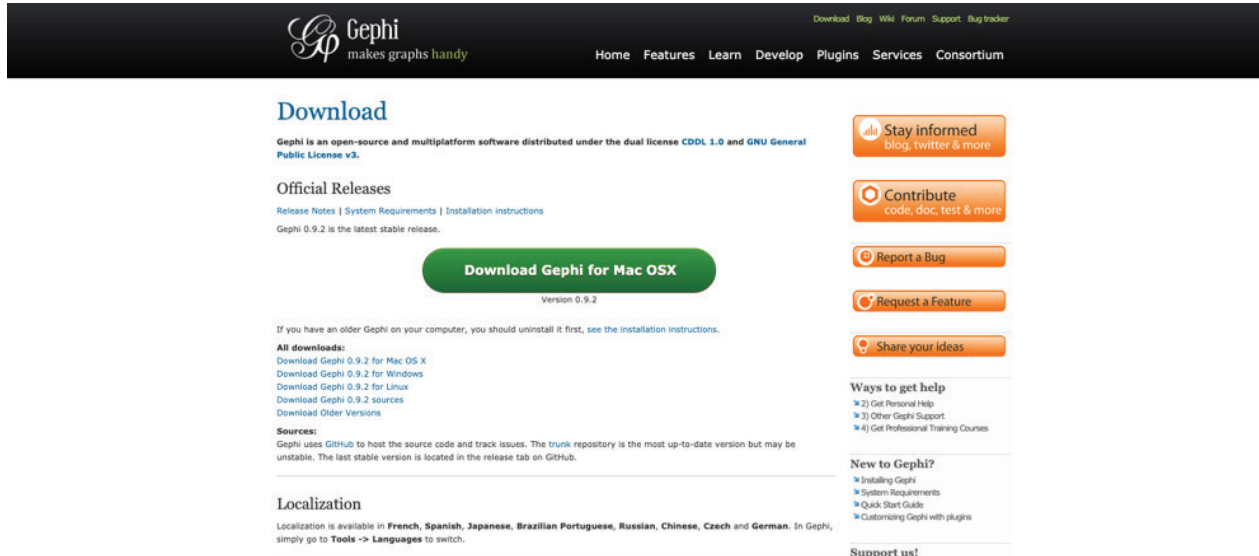 Download Blog Wiki Forum Support Bug tracker
Gephi
makes graphs handy
Home Features Learn Develop Plugins Services Consortium
Download
Gephi is an open-source and multiplatform software distributed under the dual license CDDL 1.0 and GNU General
Public License v3.
Official Releases
Release Notes | System Requirements | Installation instructions
Gephi 0.9.2 is the latest stable release.
Download Gephi for Mac OSX
Version 0.9.2
If you have an older Gephi on your computer, you should uninstall it first, see the installation instructions.
All downloads:
Download Gephi 0.9.2 for Mac OS X
Download Gephi 0.9.2 for Windows
Download Gephi 0.9.2 for Linux
Download Gephi 0.9.2 sources
Download Older Versions
Sources:
Gephi uses GitHub to host the source code and track issues. The trunk repository is the most up-to-date version but may be
unstable. The last stable version is located in the release tab on GitHub.
Localization
Localization is available in French, Spanish, Japanese, Brazilian Portuguese, Russian, Chinese, Czech and German. In Gephi,
simply go to Tools -> Languages to switch.
Stay informed
blog, twitter & more
Contribute
code, doc, test & more
Report a Bug
Request a Feature
Share your ideas
Ways to get help
2) Get Personal Help
3) Other Gephi Support
4) Get Professional Training Courses
New to Gephi?
Installing Gephi
System Requirements
Quick Start Guide
Customizing Gephi with plugins
Support us!